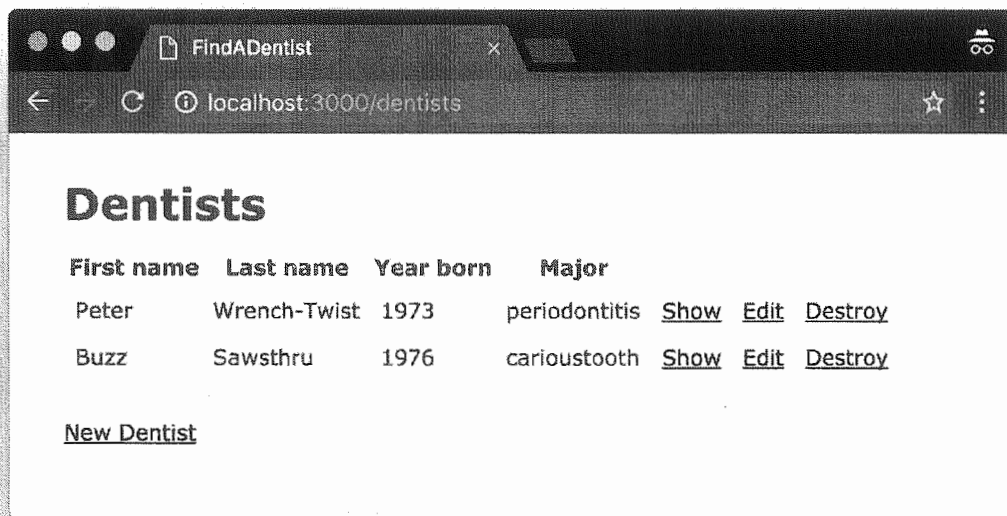 FindADentist
localhost:3000/dentists
Dentists
First name Last name Year born Major
Peter Wrench-Twist 1973 periodontitis Show Edit Destroy
Buzz Sawsthru 1976 carioustooth Show Edit Destroy
New Dentist